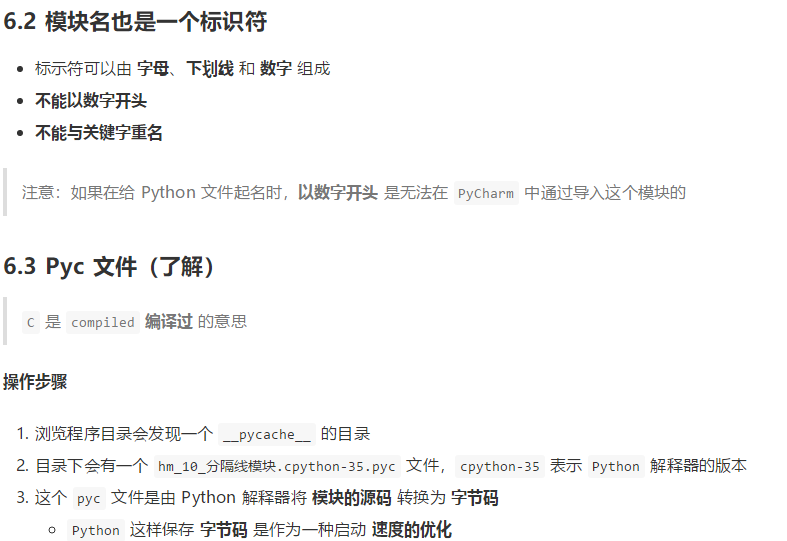 6.2 模块名也是一个标识符
标示符可以由 字母、下划线 和 数字 组成
不能以数字开头
不能与关键字重名
注意：如果在给 Python 文件起名时，以数字开头 是无法在 PyCharm 中通过导入这个模块的
6.3 Pyc 文件（了解）
C 是 compiled 编译过 的意思
操作步骤
1. 浏览程序目录会发现一个 __pycache__ 的目录
2. 目录下会有一个 hm_10_分隔线模块.cpython-35.pyc 文件，cpython-35 表示 Python 解释器的版本
3. 这个 pyc 文件是由 Python 解释器将 模块的源码 转换为 字节码
Python 这样保存 字节码 是作为一种启动 速度的优化